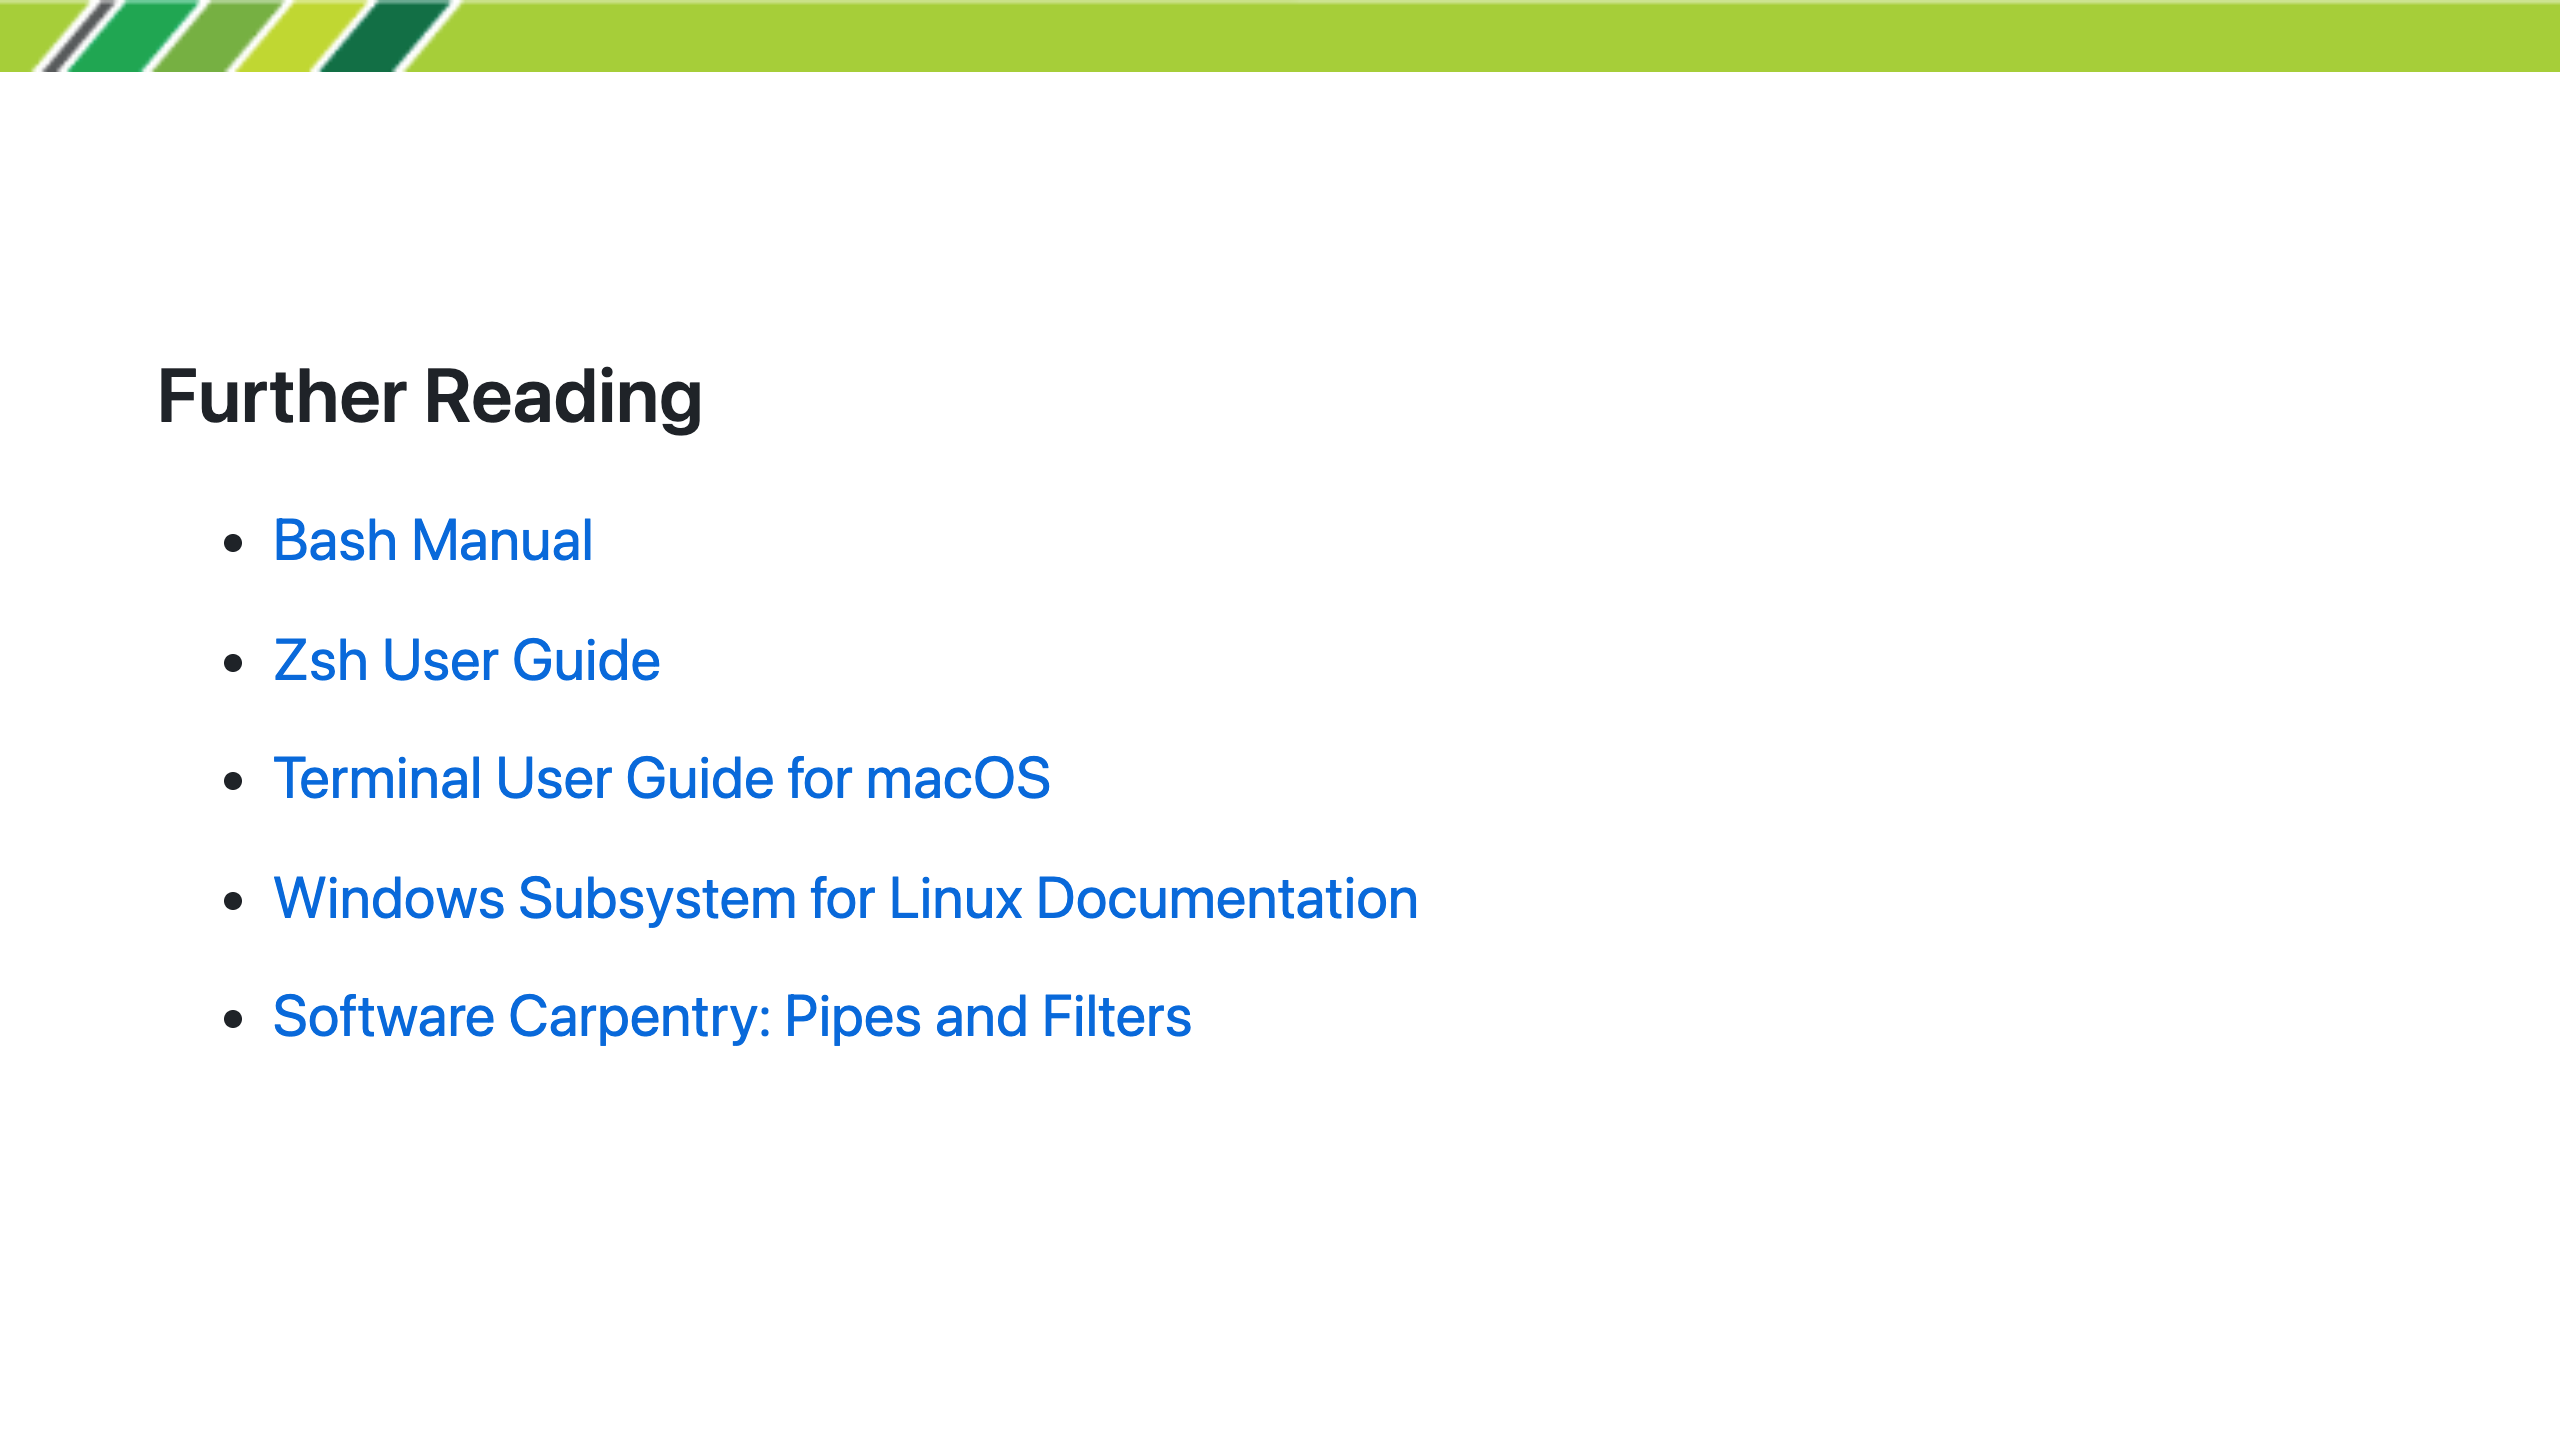 Further Reading
• Bash Manual
• Zsh User Guide
• Terminal User Guide for macOS
• Windows Subsystem for Linux Documentation
• Software Carpentry: Pipes and Filters